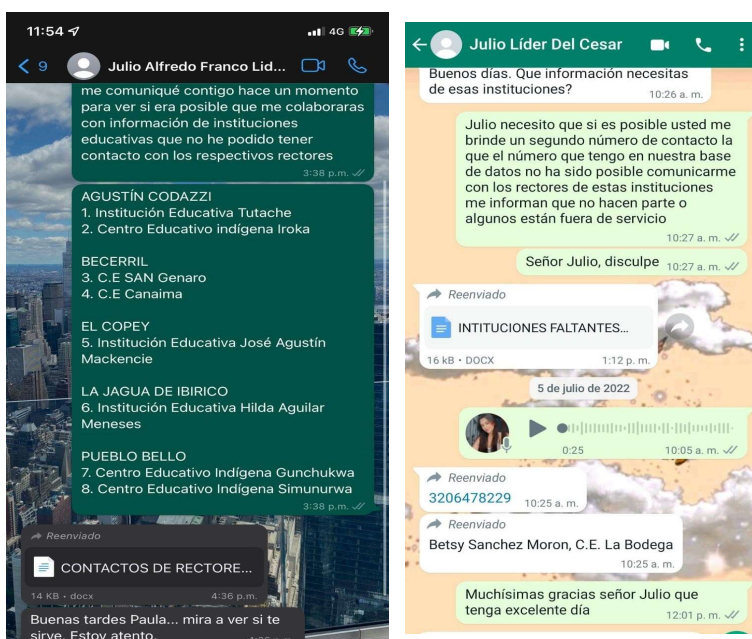 11:54
4G
9
Julio Alfredo Franco Lid...
me comuniqué contigo hace un momento
para ver si era posible que me colaboraras
con información de instituciones
educativas que no he podido tener
contacto con los respectivos rectores
3:38 p.m.
AGUSTÍN CODAZZI
1. Institución Educativa Tutache
2. Centro Educativo indígena Iroka
BECERRIL
3. C.E SAN Genaro
4. C.E Canaima
EL COPEY
5. Institución Educativa José Agustín
Mackencie
LA JAGUA DE IBIRICO
6. Institución Educativa Hilda Aguilar
Meneses
PUEBLO BELLO
7. Centro Educativo Indígena Gunchukwa
8. Centro Educativo Indígena Simunurwa
3:38 p.m.
Reenviado
CONTACTOS DE RECTORE...
14 KB • docx
4:36 p.m.
Buenas tardes Paula... mira a ver si te
sirve. Estoy atento.
Julio Líder Del Cesar
Buenos días. Que información necesitas
de esas instituciones?
10:26 a. m.
Julio necesito que si es posible usted me
brinde un segundo número de contacto la
que el número que tengo en nuestra base
de datos no ha sido posible comunicarme
con los rectores de estas instituciones
me informan que no hacen parte o
algunos están fuera de servicio
10:27 a. m.
Señor Julio, disculpe
10:27 a. m.
Reenviado
INTITUCIONES FALTANTES...
16 kB • DOCX
1:12 p. m.
5 de julio de 2022
0:25
10:05 a. m.
Reenviado
3206478229
10:25 a. m.
Reenviado
Betsy Sanchez Moron, C.E. La Bodega
10:25 a. m.
Muchísimas gracias señor Julio que
tenga excelente día
12:01 p. m.